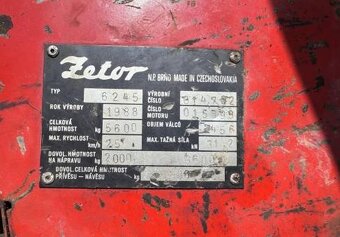 Zetor
N.P. BRNO MADE IN CZECHOSLOVAKIA
TYP 6245 VÝROBNÍ ČÍSLO
ROK VÝROBY 1988 ČÍSLO MOTORU
CELKOVÁ HMOTNOST kg 5600 OBJEM VÁLCŮ
MAX. RYCHLOST km/h 25 MAX. TAŽNÁ SÍLA kN
DOVOL. HMOTNOST NA NÁPRAVU kg
DOVOL. CELKOVÁ HMOTNOST PŘÍVĚSU - NÁVĚSU kg